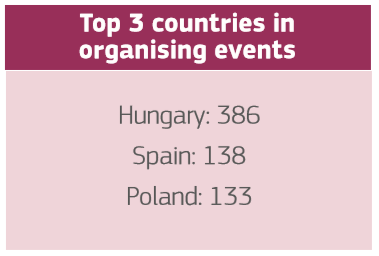 Top 3 countries in
organising events
Hungary: 386
Spain: 138
Poland: 133